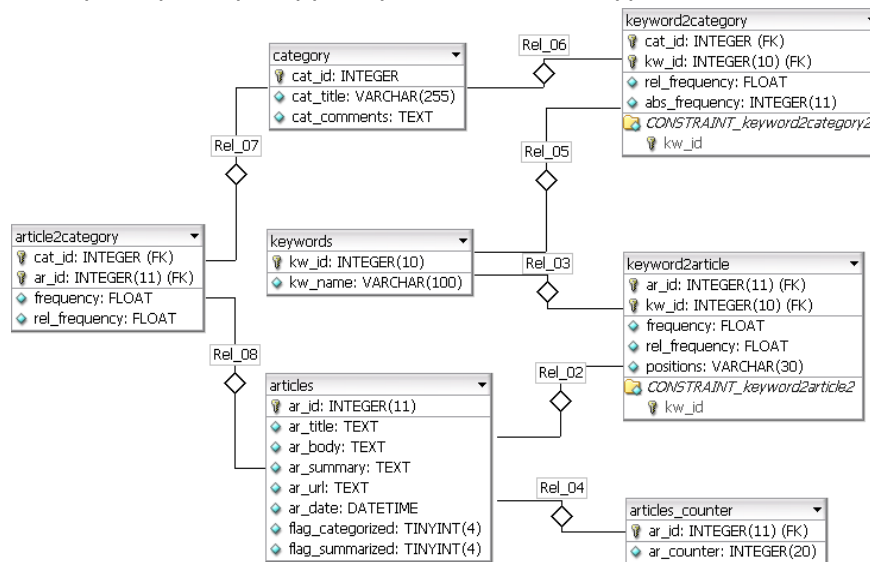 keyword2category
cat_id: INTEGER (FK)
kw_id: INTEGER(10) (FK)
rel_frequency: FLOAT
abs_frequency: INTEGER(11)
CONSTRAINT_keyword2category2
kw_id
Rel_06
category
cat_id: INTEGER
cat_title: VARCHAR(255)
cat_comments: TEXT
Rel_07
Rel_05
article2category
cat_id: INTEGER (FK)
ar_id: INTEGER(11) (FK)
frequency: FLOAT
rel_frequency: FLOAT
keywords
kw_id: INTEGER(10)
kw_name: VARCHAR(100)
Rel_03
keyword2article
ar_id: INTEGER(11) (FK)
kw_id: INTEGER(10) (FK)
frequency: FLOAT
rel_frequency: FLOAT
positions: VARCHAR(30)
CONSTRAINT_keyword2article2
kw_id
Rel_08
Rel_02
articles
ar_id: INTEGER(11)
ar_title: TEXT
ar_body: TEXT
ar_summary: TEXT
ar_url: TEXT
ar_date: DATETIME
flag_categorized: TINYINT(4)
flag_summarized: TINYINT(4)
Rel_04
articles_counter
ar_id: INTEGER(11) (FK)
ar_counter: INTEGER(20)